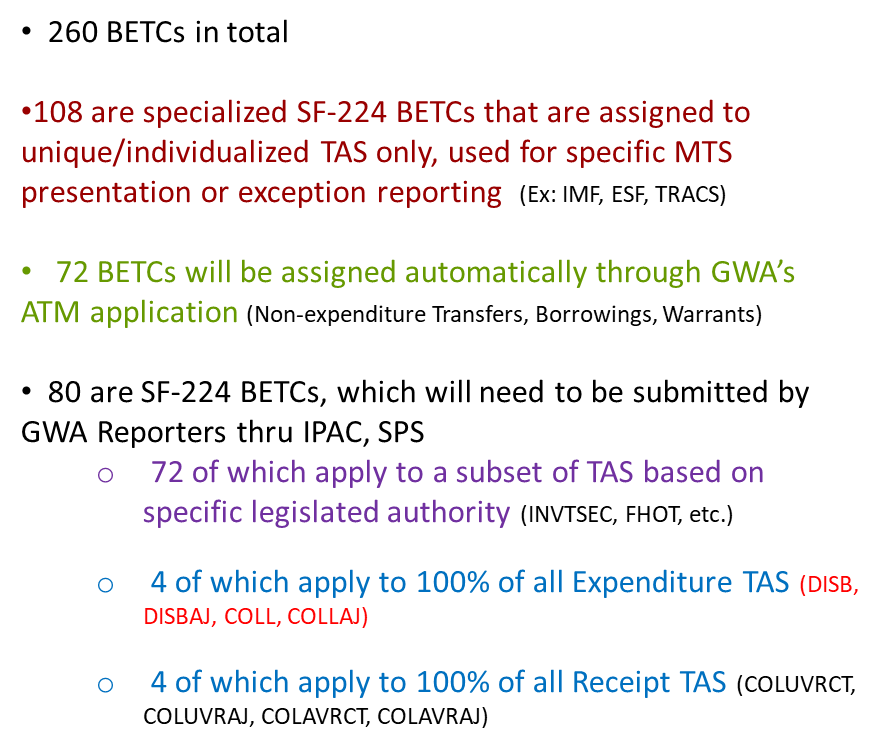 • 260 BETCs in total
•108 are specialized SF-224 BETCs that are assigned to
unique/individualized TAS only, used for specific MTS
presentation or exception reporting (Ex: IMF, ESF, TRACS)
• 72 BETCs will be assigned automatically through GWA’s
ATM application (Non-expenditure Transfers, Borrowings, Warrants)
• 80 are SF-224 BETCs, which will need to be submitted by
GWA Reporters thru IPAC, SPS
o 72 of which apply to a subset of TAS based on
specific legislated authority (INVTSEC, FHOT, etc.)
o 4 of which apply to 100% of all Expenditure TAS (DISB,
DISBAJ, COLL, COLLAJ)
o 4 of which apply to 100% of all Receipt TAS (COLUVRCT,
COLUVRAJ, COLAVRCT, COLAVRAJ)